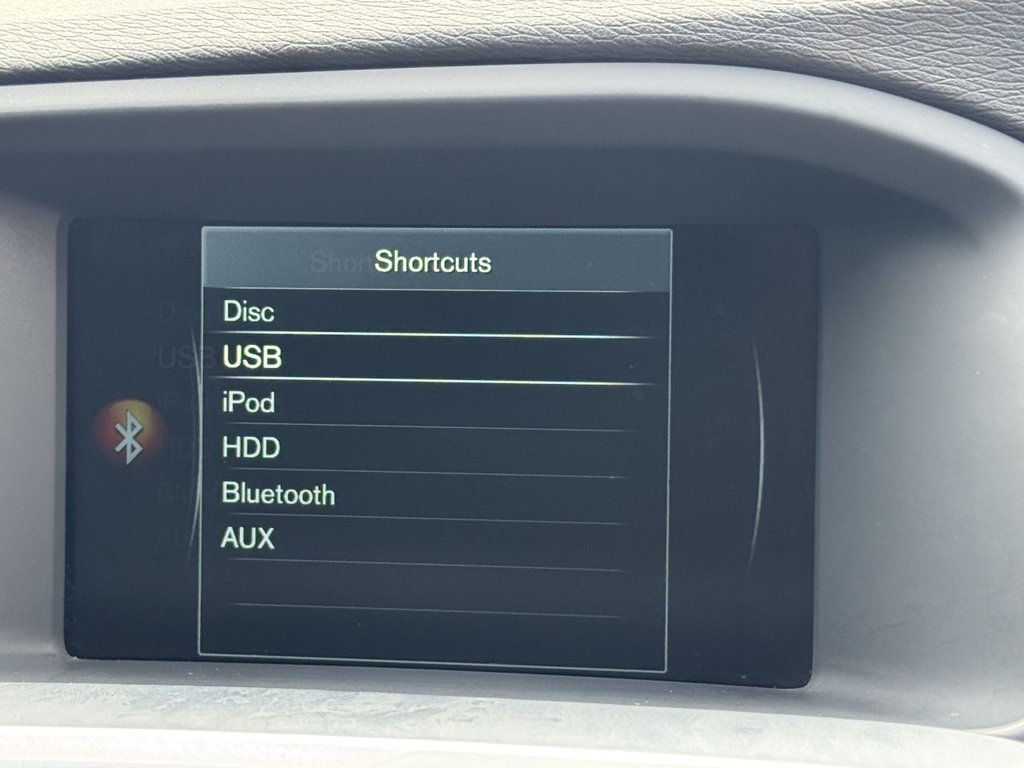 Shortcuts
Disc
USB
iPod
HDD
Bluetooth
AUX